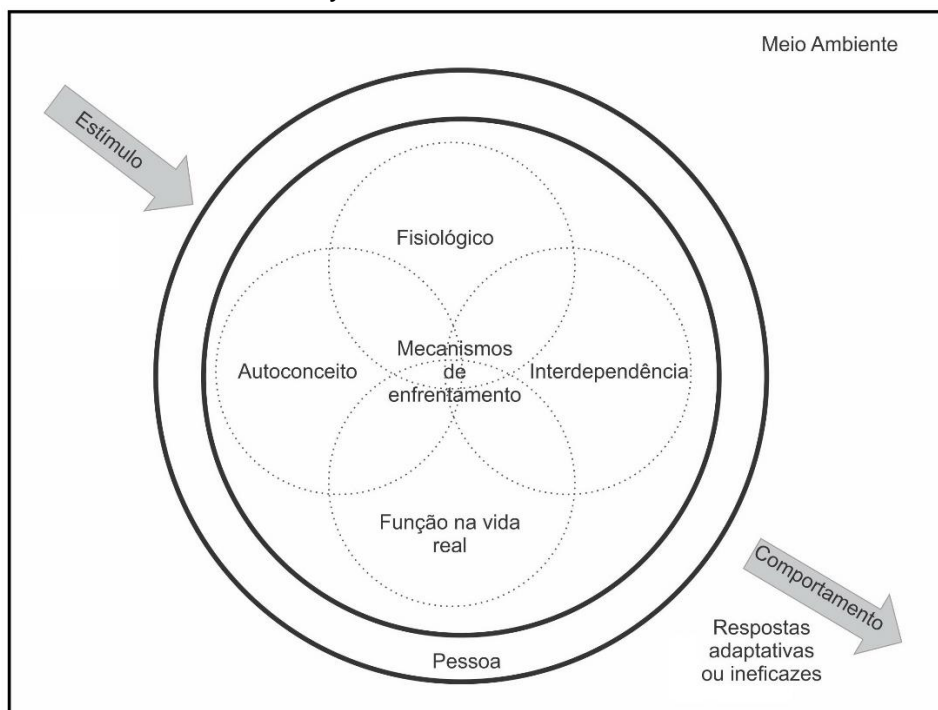 Meio Ambiente
Estímulo
Fisiológico
Autoconceito
Mecanismos
de
enfrentamento
Interdependência
Função na vida
real
Pessoa
Comportamento
Respostas
adaptativas
ou ineficazes